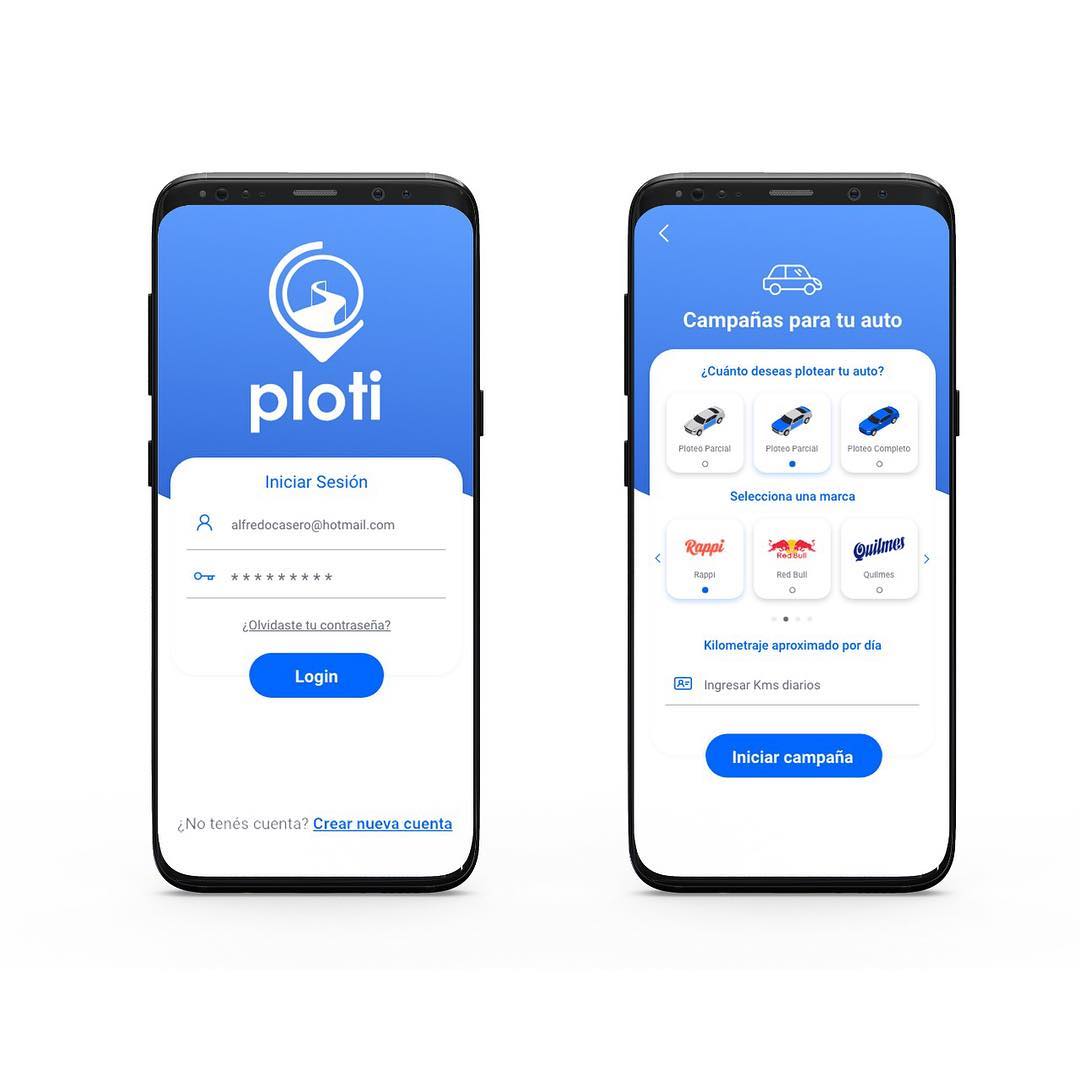 ploti
Iniciar Sesión
alfredocasero@hotmail.com
*********
¿Olvidaste tu contraseña?
Login
¿No tenés cuenta? Crear nueva cuenta
Campañas para tu auto
¿Cuánto deseas plotear tu auto?
Ploteo Parcial Ploteo Parcial Ploteo Completo
Selecciona una marca
Rappi Red Bull Quilmes
Rappi Red Bull Quilmes
Kilometraje aproximado por día
Ingresar Kms diarios
Iniciar campaña